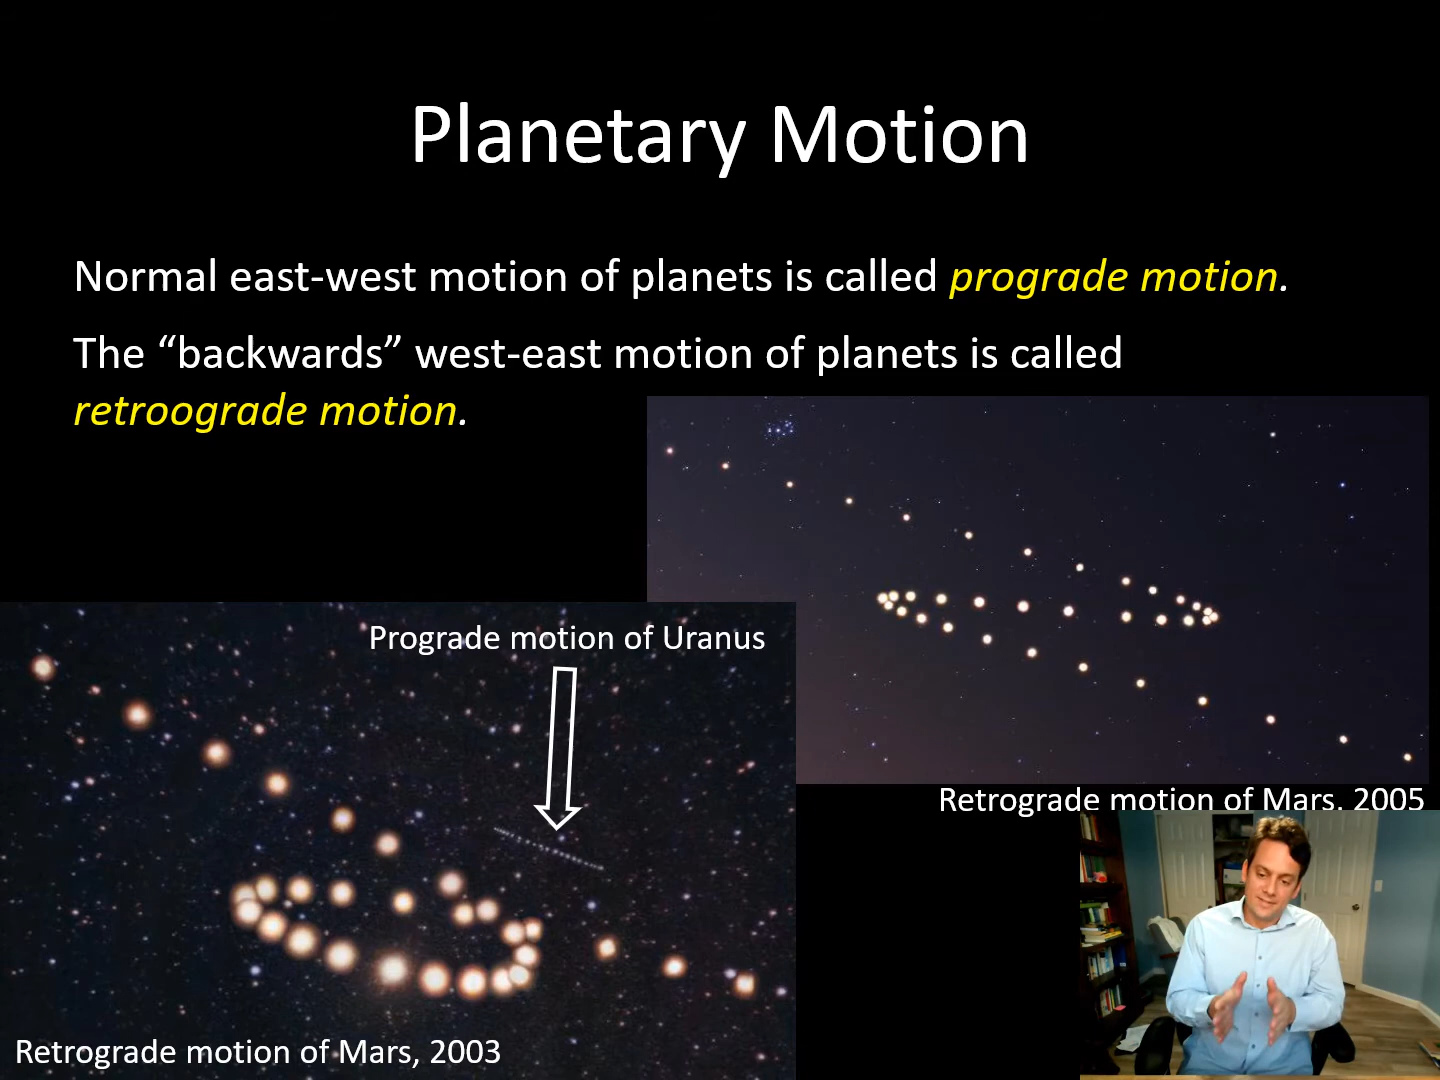 Planetary Motion
Normal east-west motion of planets is called prograde motion.
The “backwards” west-east motion of planets is called
retroograde motion.
Prograde motion of Uranus
Retrograde motion of Mars, 2005
Retrograde motion of Mars, 2003